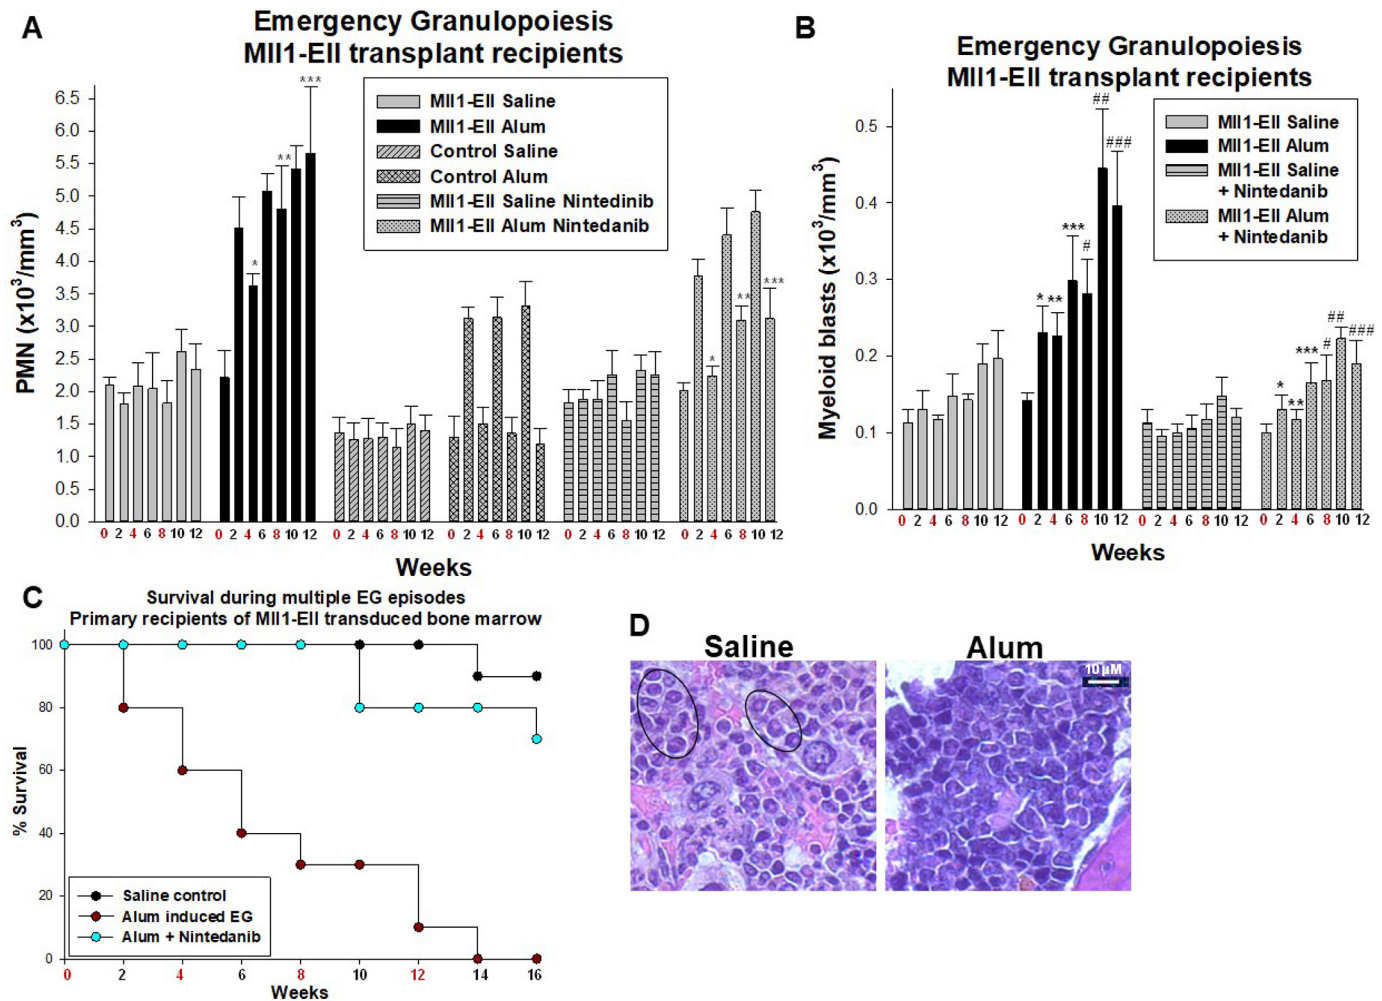 A
Emergency Granulopoiesis
Mll1-Ell transplant recipients
PMN (x10³/mm³)
6.5
6.0
5.5
5.0
4.5
4.0
3.5
3.0
2.5
2.0
1.5
1.0
0.5
0.0
Mll1-Ell Saline
Mll1-Ell Alum
Control Saline
Control Alum
Mll1-Ell Saline Nintedinib
Mll1-Ell Alum Nintedanib
* ** ***
* ** ***
0 2 4 6 8 10 12 0 2 4 6 8 10 12 0 2 4 6 8 10 12 0 2 4 6 8 10 12 0 2 4 6 8 10 12 0 2 4 6 8 10 12
Weeks
B
Emergency Granulopoiesis
Mll1-Ell transplant recipients
Myeloid blasts (x10³/mm³)
0.5
0.4
0.3
0.2
0.1
0.0
Mll1-Ell Saline
Mll1-Ell Alum
Mll1-Ell Saline
+ Nintedanib
Mll1-Ell Alum
+ Nintedanib
* ** *** # ## ###
* ** *** # ## ###
0 2 4 6 8 10 12 0 2 4 6 8 10 12 0 2 4 6 8 10 12 0 2 4 6 8 10 12
Weeks
C
Survival during multiple EG episodes
Primary recipients of Mll1-Ell transduced bone marrow
% Survival
100
80
60
40
20
0
Saline control
Alum induced EG
Alum + Nintedanib
0 2 4 6 8 10 12 14 16
Weeks
D
Saline
Alum
10 µM